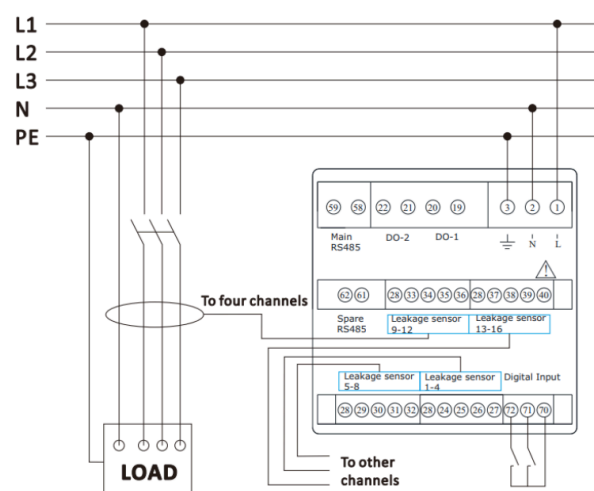 L1
L2
L3
N
PE
59 58 22 21 20 19 3 2 1
Main
RS485
DO-2
DO-1
N
L
62 61 28 33 34 35 36 28 37 38 39 40
To four channels
Spare
RS485
Leakage sensor
9-12
Leakage sensor
13-16
Leakage sensor
5-8
Leakage sensor
1-4
Digital Input
28 29 30 31 32 28 24 25 26 27 72 71 70
To other
channels
LOAD